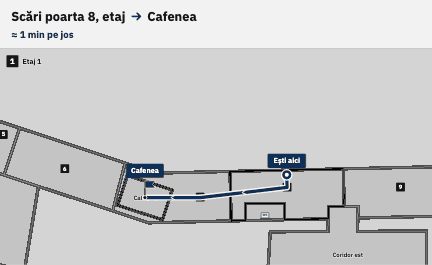 Scări poarta 8, etaj → Cafenea
≈ 1 min pe jos
1 Etaj 1
5
6
Cafenea
Ești aici
9
Coridor est